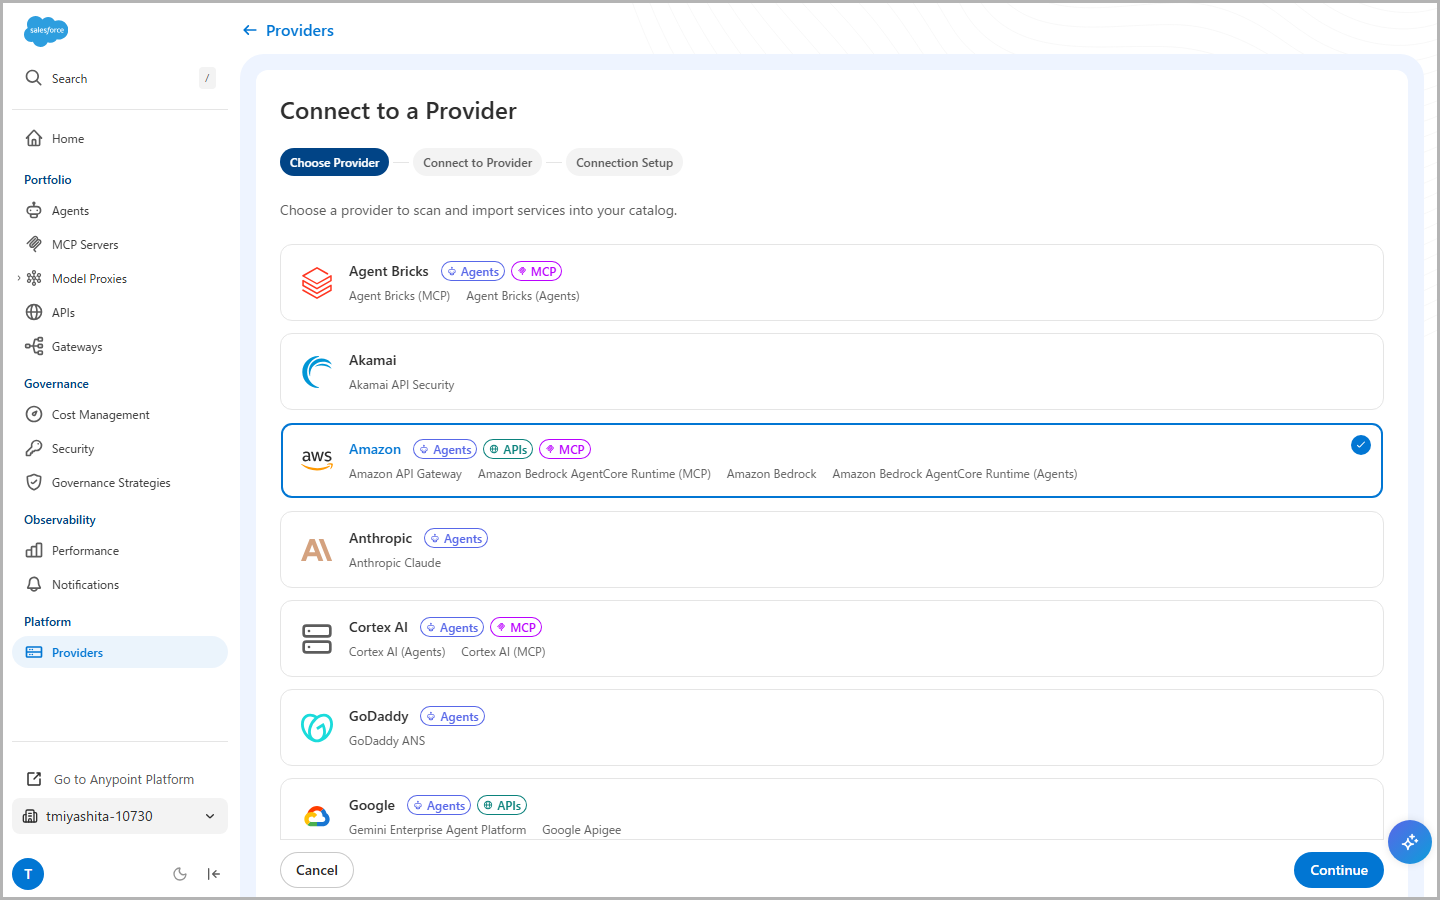 salesforce
Providers
Search
/
Home
Portfolio
Agents
MCP Servers
Model Proxies
APIs
Gateways
Governance
Cost Management
Security
Governance Strategies
Observability
Performance
Notifications
Platform
Providers
Go to Anypoint Platform
tmiyashita-10730
T
Connect to a Provider
Choose Provider
Connect to Provider
Connection Setup
Choose a provider to scan and import services into your catalog.
Agent Bricks Agents MCP
Agent Bricks (MCP) Agent Bricks (Agents)
Akamai
Akamai API Security
aws
Amazon Agents APIs MCP
Amazon API Gateway Amazon Bedrock AgentCore Runtime (MCP) Amazon Bedrock Amazon Bedrock AgentCore Runtime (Agents)
Anthropic Agents
Anthropic Claude
Cortex AI Agents MCP
Cortex AI (Agents) Cortex AI (MCP)
GoDaddy Agents
GoDaddy ANS
Google Agents APIs
Gemini Enterprise Agent Platform Google Apigee
Cancel
Continue